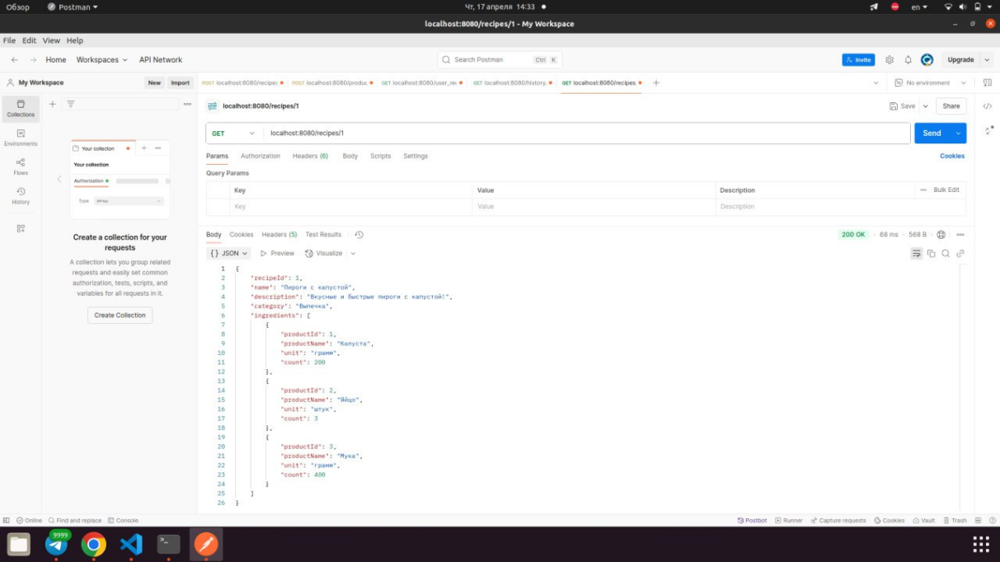 Обзор
Postman
Чт, 17 апреля 14:33
en
localhost:8080/recipes/1 - My Workspace
File Edit View Help
Home Workspaces API Network
Search Postman Ctrl K
Invite
Upgrade
My Workspace
New Import
POST localhost:8080/recipes
POST localhost:8080/produc
GET localhost:8080/user_re
GET localhost:8080/history.
GET localhost:8080/recipes.
No environment
Collections
Environments
Flows
History
Your collection
Your collection
Authorization
Type API Key
Create a collection for your
requests
A collection lets you group related
requests and easily set common
authorization, tests, scripts, and
variables for all requests in it.
Create Collection
localhost:8080/recipes/1
Save Share
GET localhost:8080/recipes/1
Send
Params Authorization Headers (6) Body Scripts Settings Cookies
Query Params
Key Value Description Bulk Edit
Key Value Description
Body Cookies Headers (5) Test Results 200 OK · 68 ms · 568 B
{} JSON Preview Visualize
1 {
2 "recipeId": 1,
3 "name": "Пироги с капустой",
4 "description": "Вкусные и быстрые пироги с капустой!",
5 "category": "Выпечка",
6 "ingredients": [
7 {
8 "productId": 1,
9 "productName": "Капуста",
10 "unit": "грамм",
11 "count": 200
12 },
13 {
14 "productId": 2,
15 "productName": "Яйцо",
16 "unit": "штук",
17 "count": 3
18 },
19 {
20 "productId": 3,
21 "productName": "Мука",
22 "unit": "грамм",
23 "count": 400
24 }
25 ]
26 }
Online Find and replace Console Postbot Runner Capture requests Cookies Vault Trash
9999